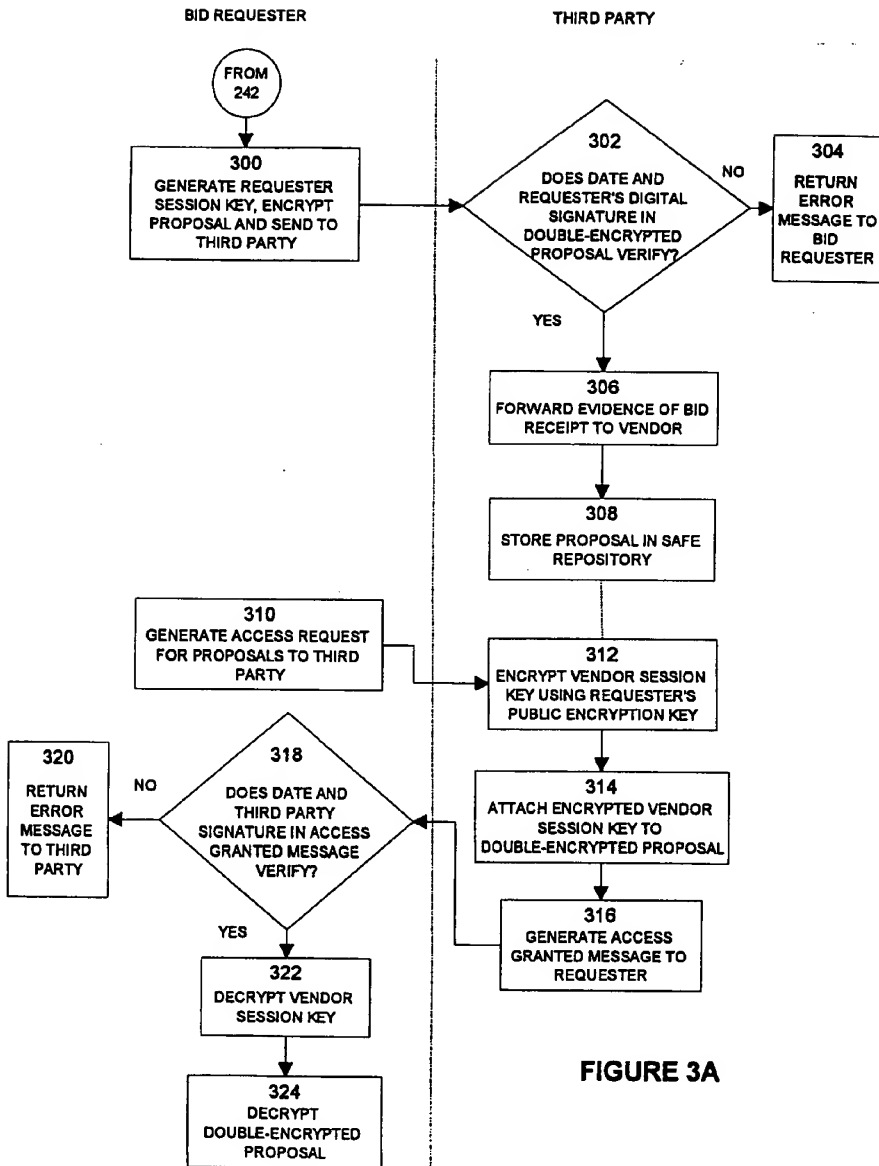 BID REQUESTER
THIRD PARTY
FROM
242
300
GENERATE REQUESTER
SESSION KEY, ENCRYPT
PROPOSAL AND SEND TO
THIRD PARTY
302
DOES DATE AND
REQUESTER'S DIGITAL
SIGNATURE IN
DOUBLE-ENCRYPTED
PROPOSAL VERIFY?
NO
304
RETURN
ERROR
MESSAGE TO
BID
REQUESTER
YES
306
FORWARD EVIDENCE OF BID
RECEIPT TO VENDOR
308
STORE PROPOSAL IN SAFE
REPOSITORY
310
GENERATE ACCESS REQUEST
FOR PROPOSALS TO THIRD
PARTY
312
ENCRYPT VENDOR SESSION
KEY USING REQUESTER'S
PUBLIC ENCRYPTION KEY
314
ATTACH ENCRYPTED VENDOR
SESSION KEY TO
DOUBLE-ENCRYPTED PROPOSAL
316
GENERATE ACCESS
GRANTED MESSAGE TO
REQUESTER
318
DOES DATE AND
THIRD PARTY
SIGNATURE IN ACCESS
GRANTED MESSAGE
VERIFY?
NO
320
RETURN
ERROR
MESSAGE
TO THIRD
PARTY
YES
322
DECRYPT VENDOR
SESSION KEY
324
DECRYPT
DOUBLE-ENCRYPTED
PROPOSAL
FIGURE 3A